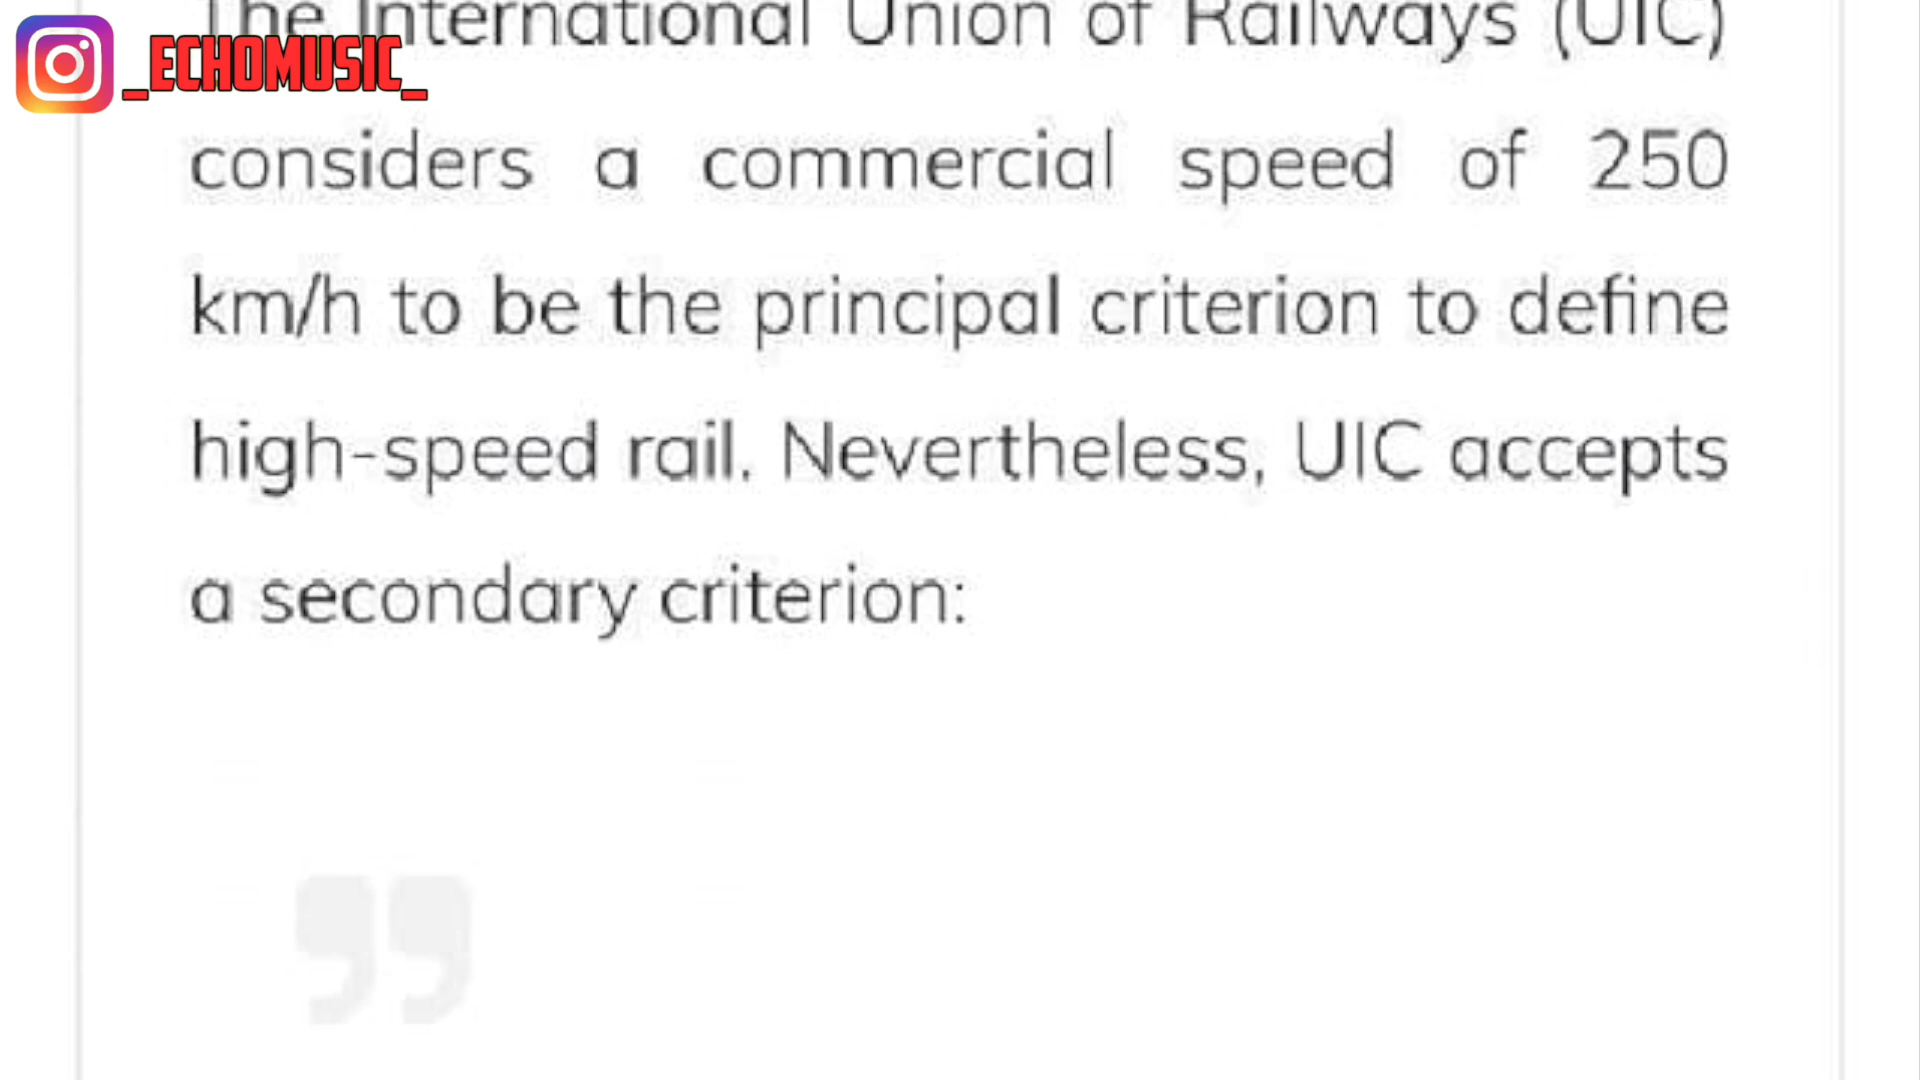 The International Union of Railways (UIC)
_ECHOMUSIC_
considers a commercial speed of 250
km/h to be the principal criterion to define
high-speed rail. Nevertheless, UIC accepts
a secondary criterion:
”